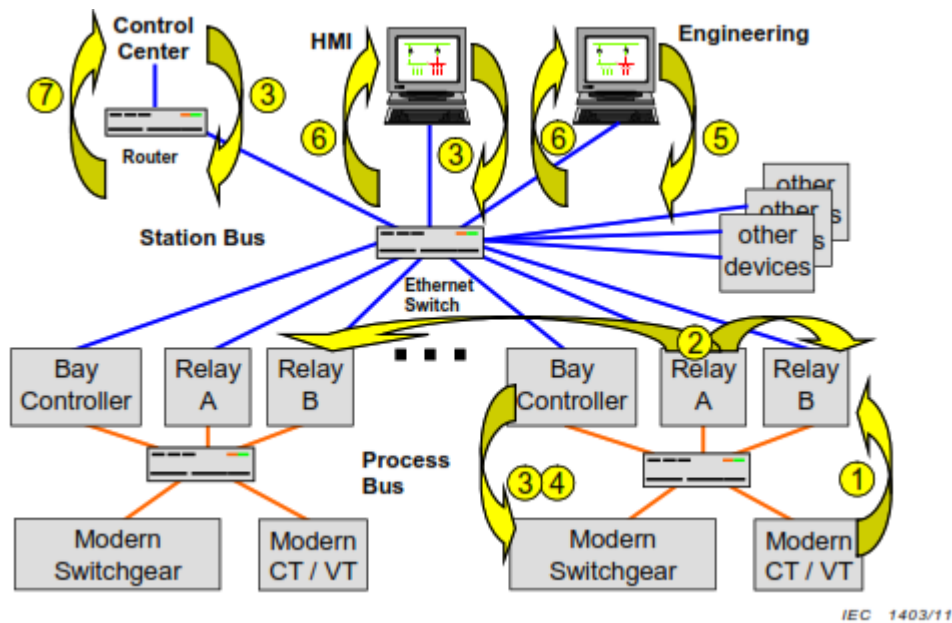 Control
Center
HMI
Engineering
7
3
6
3
6
5
Router
Station Bus
Ethernet
Switch
other
other
s
other
s
devices
2
Bay
Controller
Relay
A
Relay
B
Bay
Controller
Relay
A
Relay
B
Process
Bus
3
4
1
Modern
Switchgear
Modern
CT / VT
Modern
Switchgear
Modern
CT / VT
IEC 1403/11